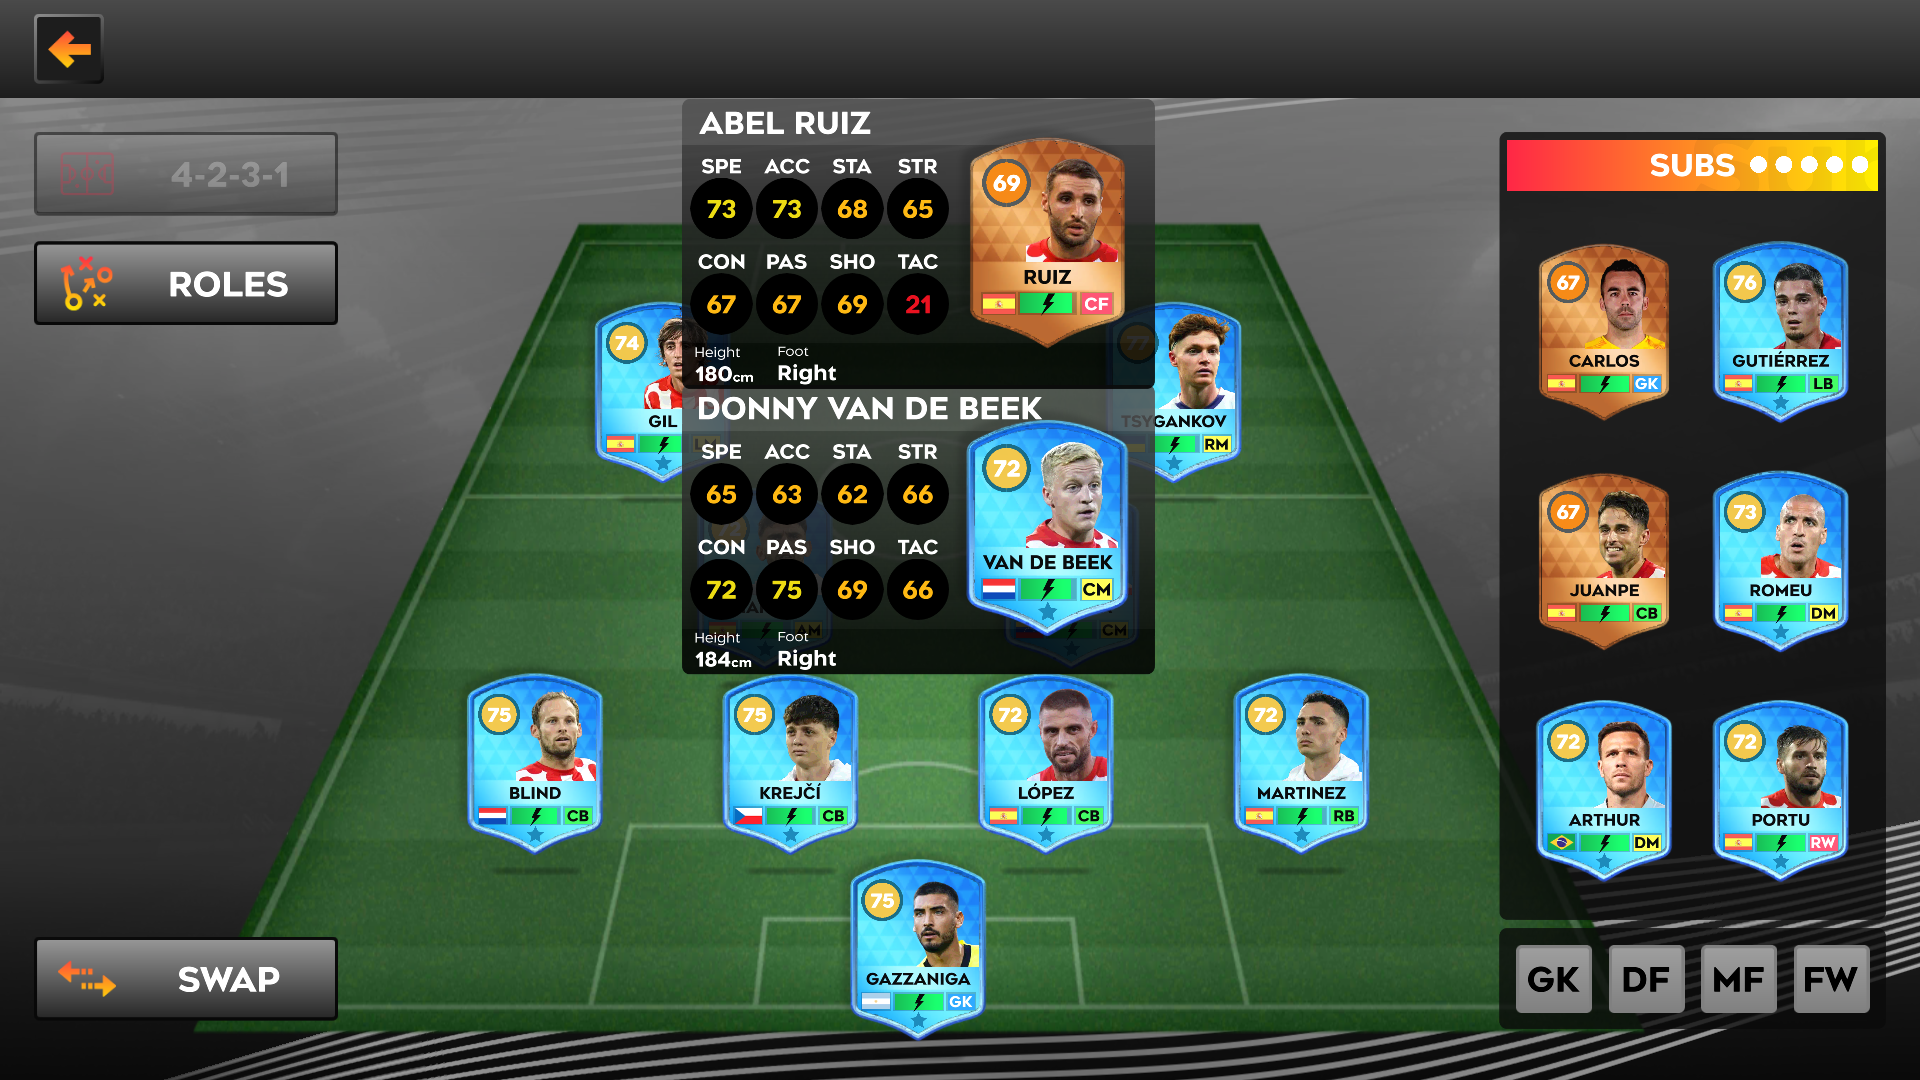 4-2-3-1
ROLES
SWAP
ABEL RUIZ
SPE ACC STA STR
73 73 68 65
CON PAS SHO TAC
67 67 69 21
Height Foot
180cm Right
69
RUIZ
CF
DONNY VAN DE BEEK
SPE ACC STA STR
65 63 62 66
CON PAS SHO TAC
72 75 69 66
Height Foot
184cm Right
72
VAN DE BEEK
CM
74
GIL
77
TSYGANKOV
RM
AM
CM
75
BLIND
CB
75
KREJČÍ
CB
72
LÓPEZ
CB
72
MARTINEZ
RB
75
GAZZANIGA
GK
SUBS
67
CARLOS
GK
76
GUTIÉRREZ
LB
67
JUANPE
CB
73
ROMEU
DM
72
ARTHUR
DM
72
PORTU
RW
GK DF MF FW